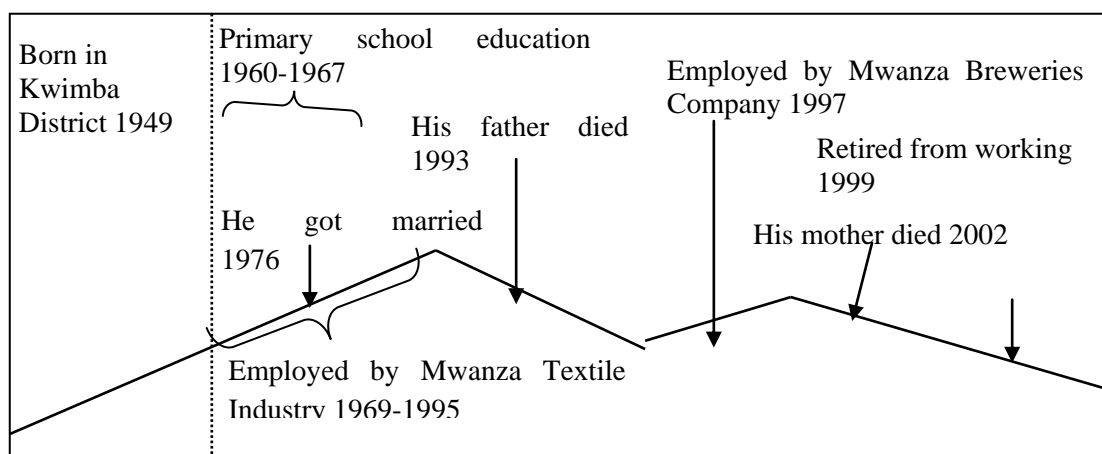 Born in
Kwimba
District 1949
Primary school education
1960-1967
His father died
1993
Employed by Mwanza Breweries
Company 1997
Retired from working
1999
He got married
1976
His mother died 2002
Employed by Mwanza Textile
Industry 1969-1995